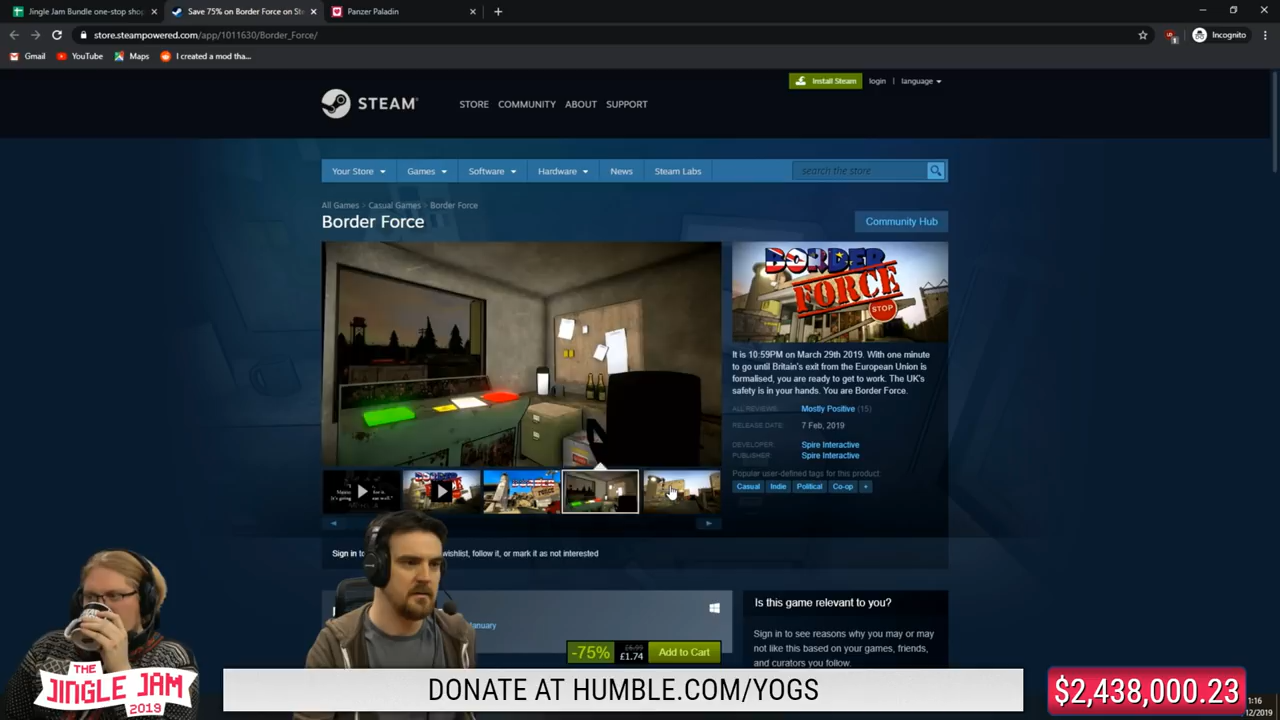 Jingle Jam Bundle one-stop shop
Save 75% on Border Force on Ste
Panzer Paladin
store.steampowered.com/app/1011630/Border_Force/
Incognito
Gmail
YouTube
Maps
I created a mod tha...
Install Steam
login
language
STEAM
STORE
COMMUNITY
ABOUT
SUPPORT
Your Store
Games
Software
Hardware
News
Steam Labs
search the store
All Games > Casual Games > Border Force
Border Force
Community Hub
BORDER
FORCE
STOP
It is 10:59PM on March 29th 2019. With one minute
to go until Britain's exit from the European Union is
formalised, you are ready to get to work. The UK's
safety is in your hands. You are Border Force.
ALL REVIEWS:
Mostly Positive (15)
RELEASE DATE:
7 Feb, 2019
DEVELOPER:
Spire Interactive
PUBLISHER:
Spire Interactive
Popular user-defined tags for this product:
Casual
Indie
Political
Co-op
+
Sign in to
wishlist, follow it, or mark it as not interested
anuary
-75%
£6.99
£1.74
Add to Cart
Is this game relevant to you?
Sign in to see reasons why you may or may
not like this based on your games, friends,
and curators you follow.
THE
JINGLE JAM
2019
DONATE AT HUMBLE.COM/YOGS
$2,438,000.23
1:16
12/2019